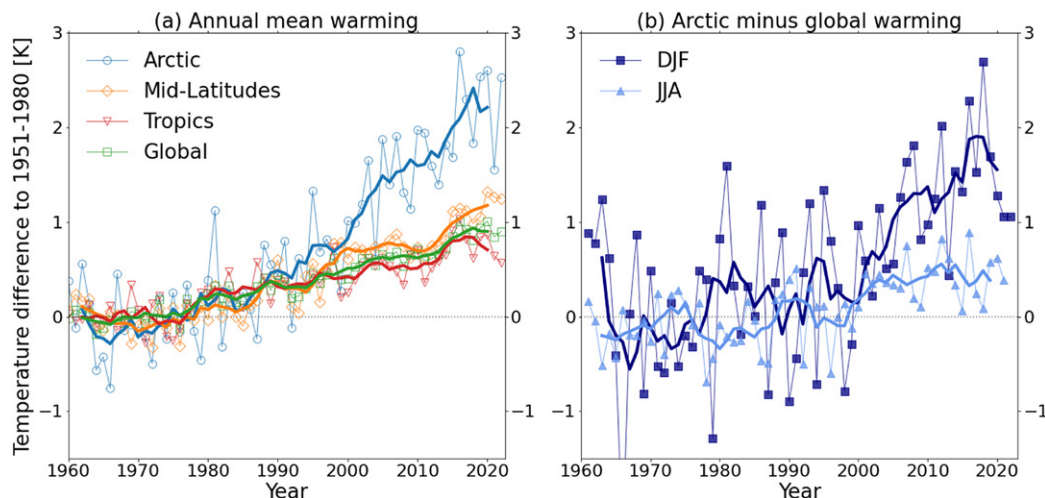 (a) Annual mean warming
(b) Arctic minus global warming
Temperature difference to 1951-1980 [K]
3
2
1
0
−1
Arctic
Mid-Latitudes
Tropics
Global
3
2
1
0
−1
1960 1970 1980 1990 2000 2010 2020
Year
3
2
1
0
−1
DJF
JJA
3
2
1
0
−1
1960 1970 1980 1990 2000 2010 2020
Year